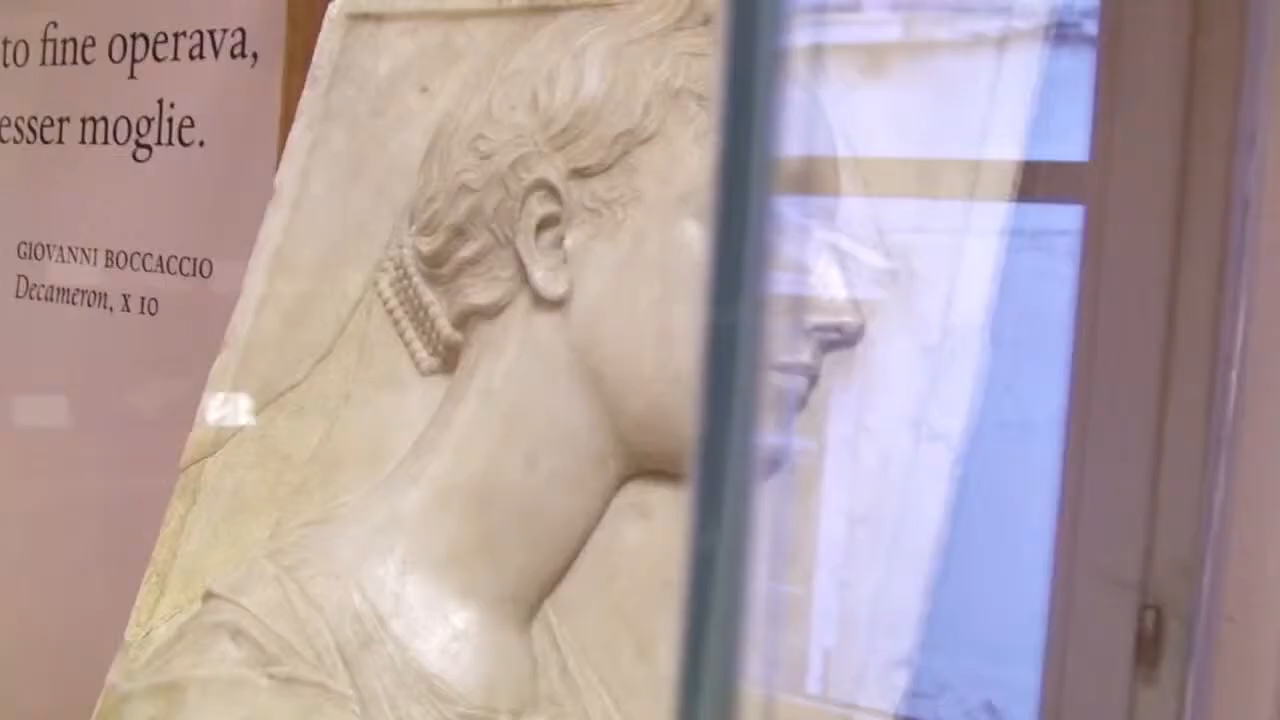 to fine operava,
esser moglie.
GIOVANNI BOCCACCIO
Decameron, X 10